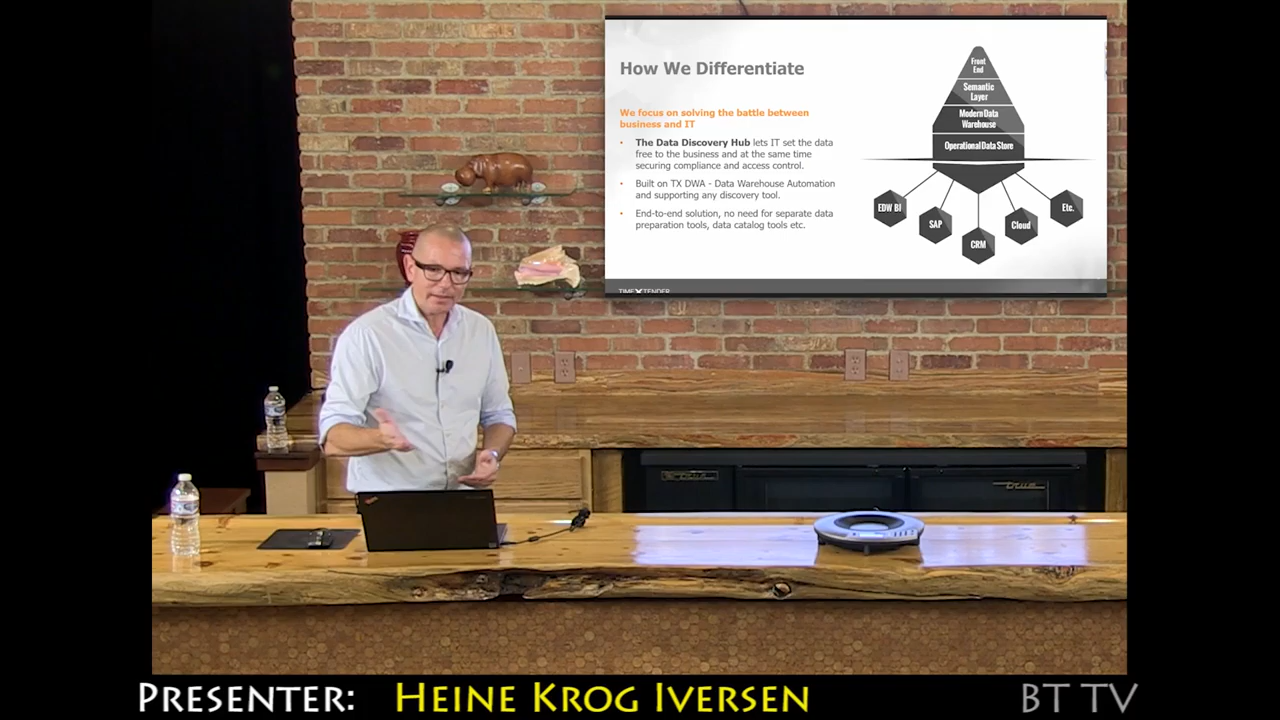 How We Differentiate
We focus on solving the battle between
business and IT
• The Data Discovery Hub lets IT set the data
free to the business and at the same time
securing compliance and access control.
• Built on TX DWA - Data Warehouse Automation
and supporting any discovery tool.
• End-to-end solution, no need for separate data
preparation tools, data catalog tools etc.
Front
End
Semantic
Layer
Modern Data
Warehouse
Operational Data Store
EDW BI
SAP
CRM
Cloud
Etc.
TIMEXTENDER
True
True
PRESENTER: HEINE KROG IVERSEN
BT TV